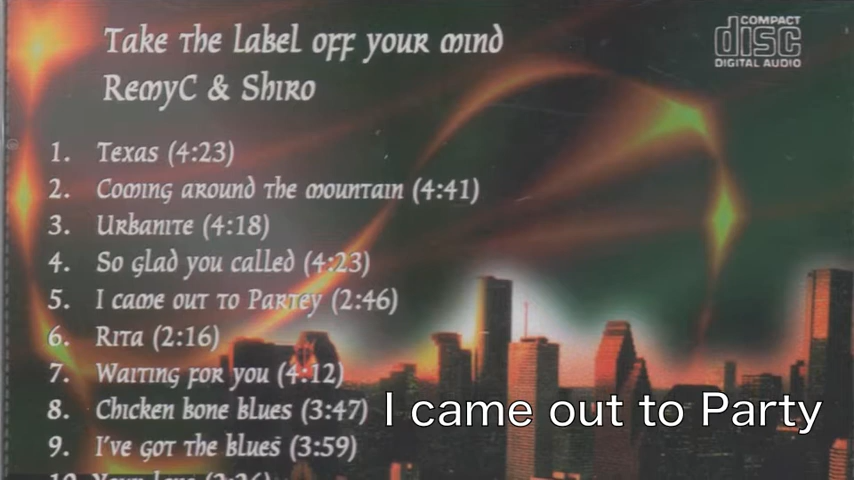 Take the label off your mind
RemyC & Shiro
COMPACT
disc
DIGITAL AUDIO
1. Texas (4:23)
2. Coming around the mountain (4:41)
3. Urbanite (4:18)
4. So glad you called (4:23)
5. I came out to Partey (2:46)
6. Rita (2:16)
7. Waiting for you (4:12)
8. Chicken bone blues (3:47)
9. I've got the blues (3:59)
I came out to Party